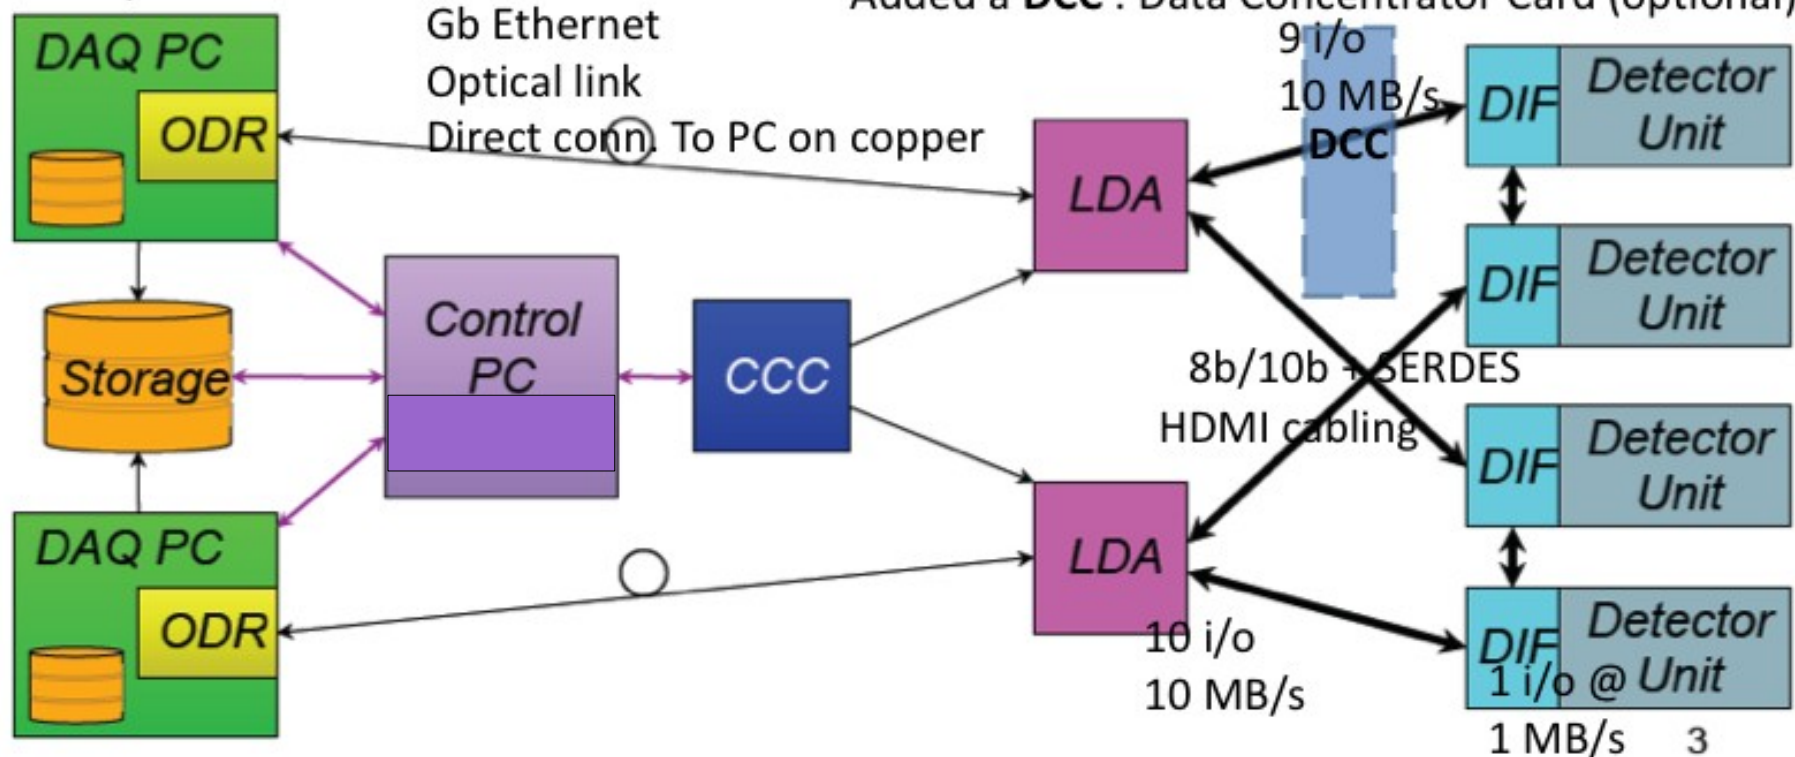 Added a DCC : Data Concentrator Card (optional)
DAQ PC
ODR
Gb Ethernet
Optical link
Direct conn. To PC on copper
LDA
9 i/o
10 MB/s
DCC
DIF
Detector
Unit
DIF
Detector
Unit
Storage
Control
PC
CCC
8b/10b + SERDES
HDMI cabling
DIF
Detector
Unit
DAQ PC
ODR
LDA
10 i/o
10 MB/s
DIF
Detector
Unit
1 i/o @
1 MB/s
3